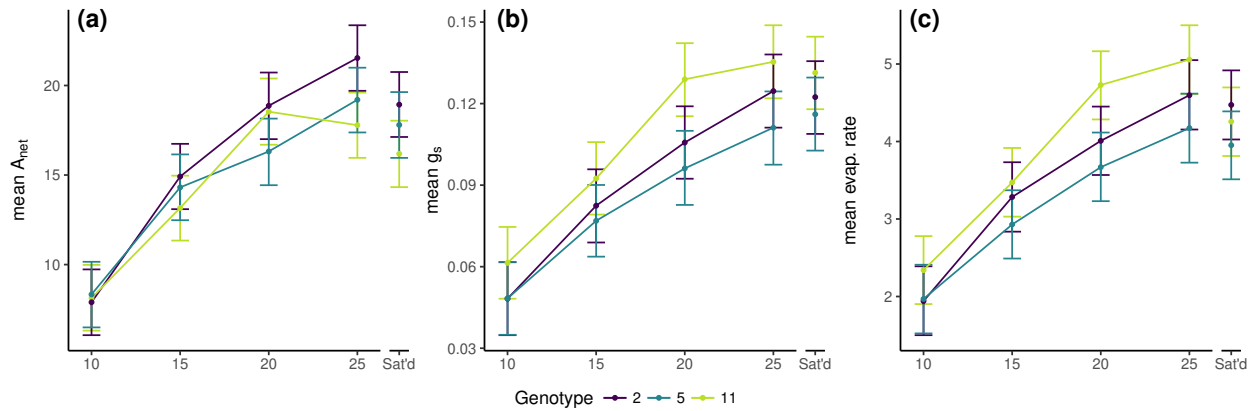 (a)
mean Anet
20
15
10
10 15 20 25 Sat'd
(b)
mean gs
0.15
0.12
0.09
0.06
0.03
10 15 20 25 Sat'd
(c)
mean evap. rate
5
4
3
2
10 15 20 25 Sat'd
Genotype 2 5 11